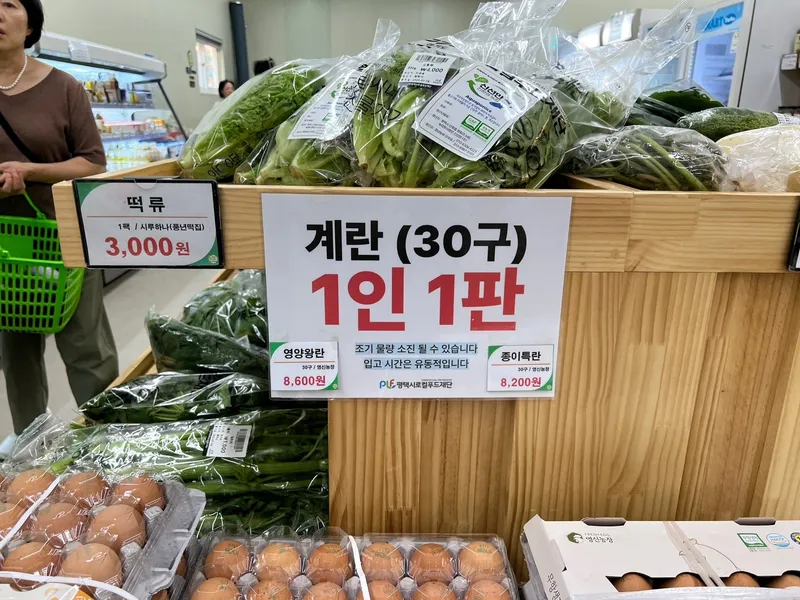 떡 류
1팩 / 시루하나(풍년떡집)
3,000원
계란 (30구)
1인 1판
조기 물량 소진 될 수 있습니다
입고 시간은 유동적입니다
PLF 평택시로컬푸드재단
영양왕란
30구 / 영신농장
8,600원
종이특란
30구 / 영신농장
8,200원
영신농장